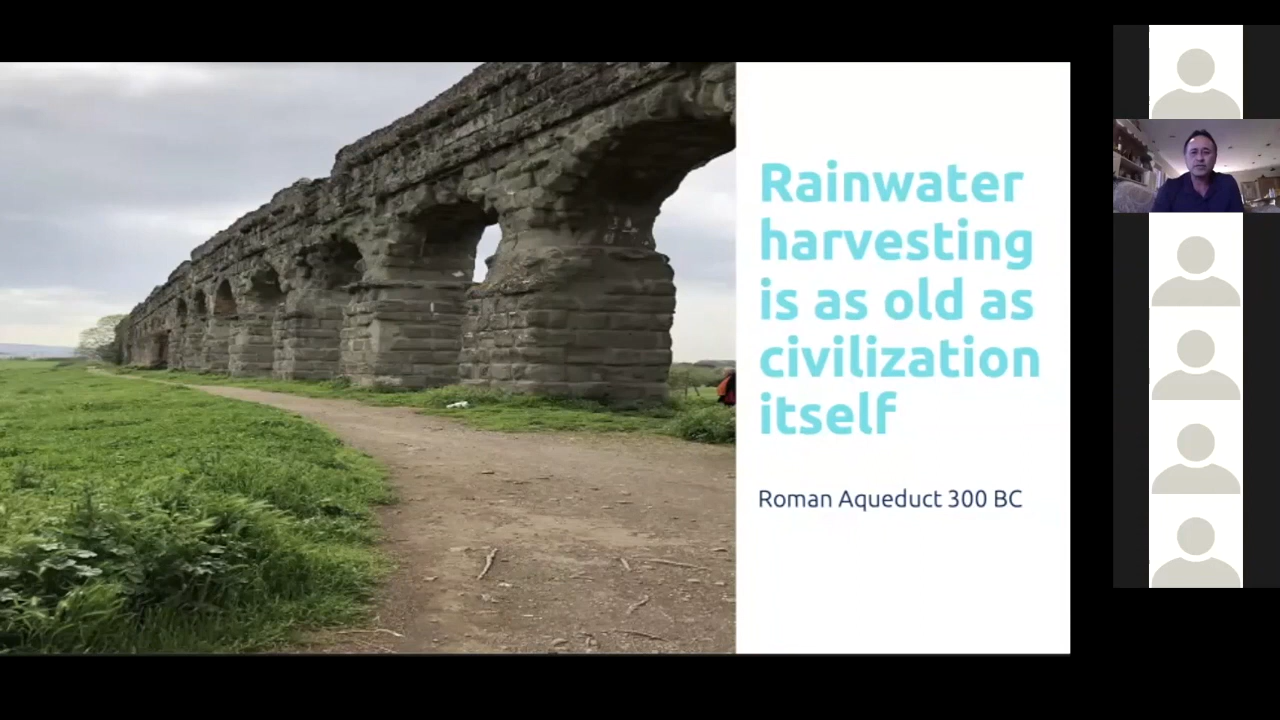 Rainwater
harvesting
is as old as
civilization
itself
Roman Aqueduct 300 BC